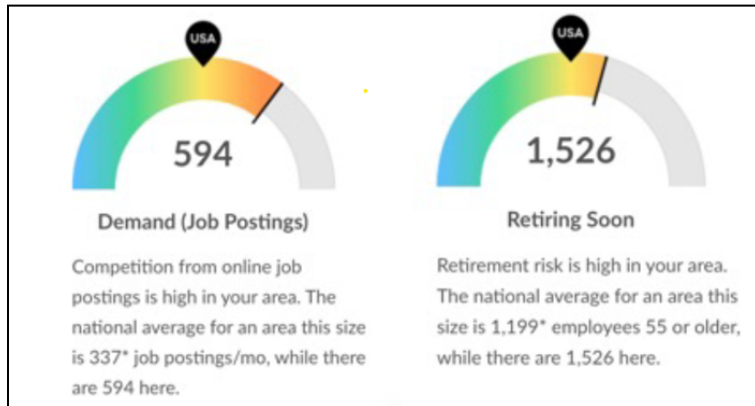 USA
594
Demand (Job Postings)
Competition from online job
postings is high in your area. The
national average for an area this size
is 337* job postings/mo, while there
are 594 here.
USA
1,526
Retiring Soon
Retirement risk is high in your area.
The national average for an area this
size is 1,199* employees 55 or older,
while there are 1,526 here.